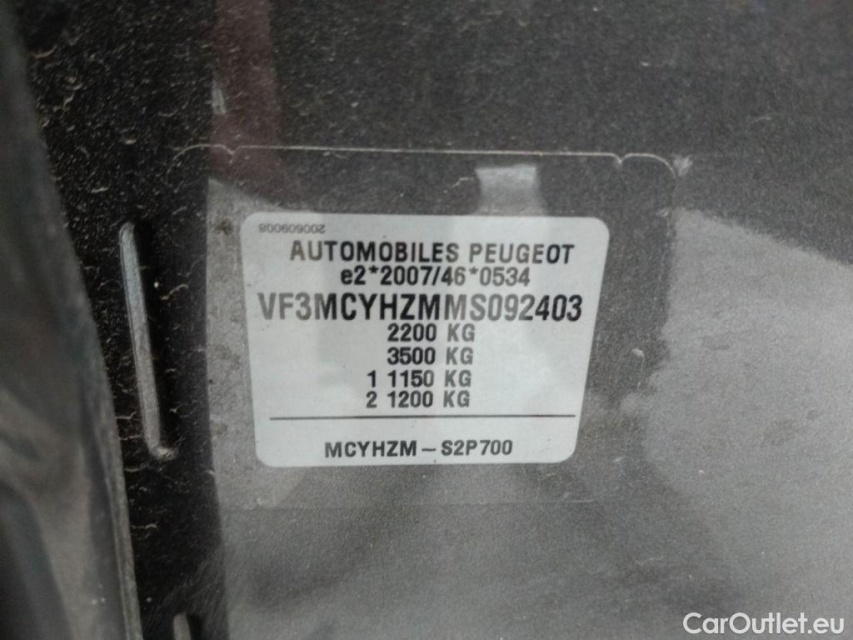 200609008
AUTOMOBILES PEUGEOT
e2*2007/46*0534
VF3MCYHZMMS092403
2200 KG
3500 KG
1 1150 KG
2 1200 KG
MCYHZM – S2P700
CarOutlet.eu